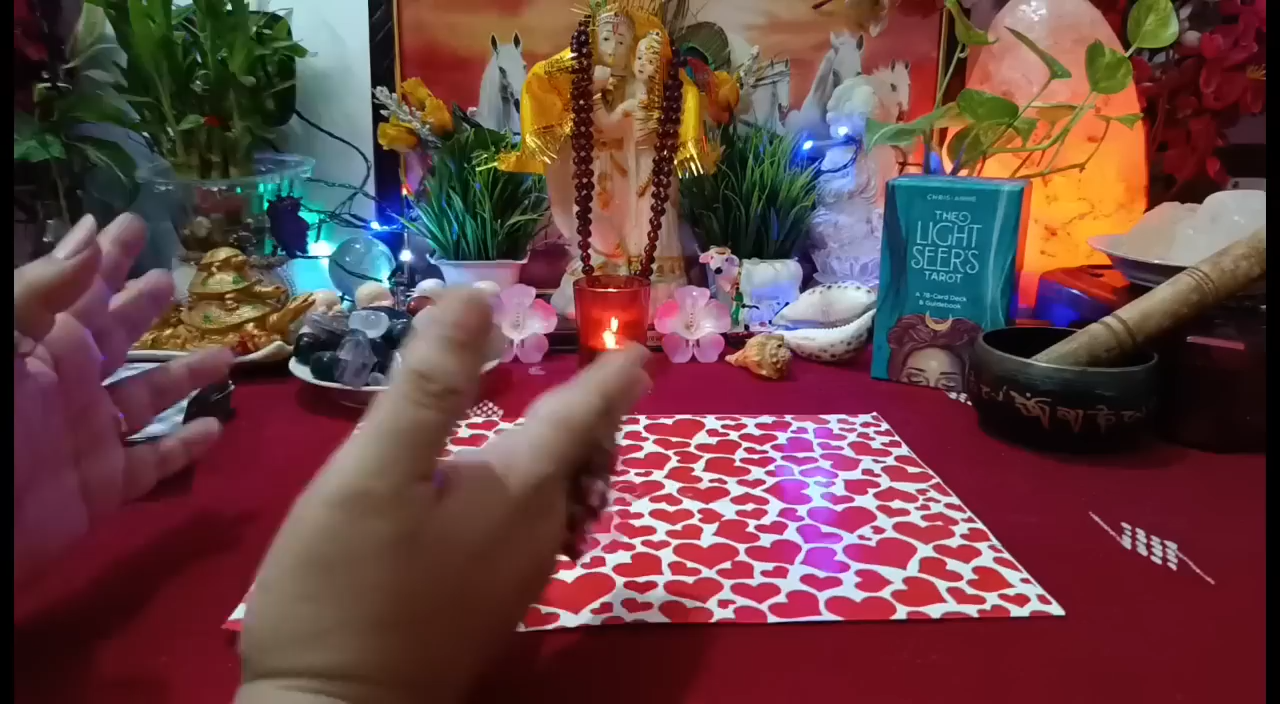 CHRIS-ANNE
THE
LIGHT
SEER'S
TAROT
A 78-Card Deck
& Guidebook